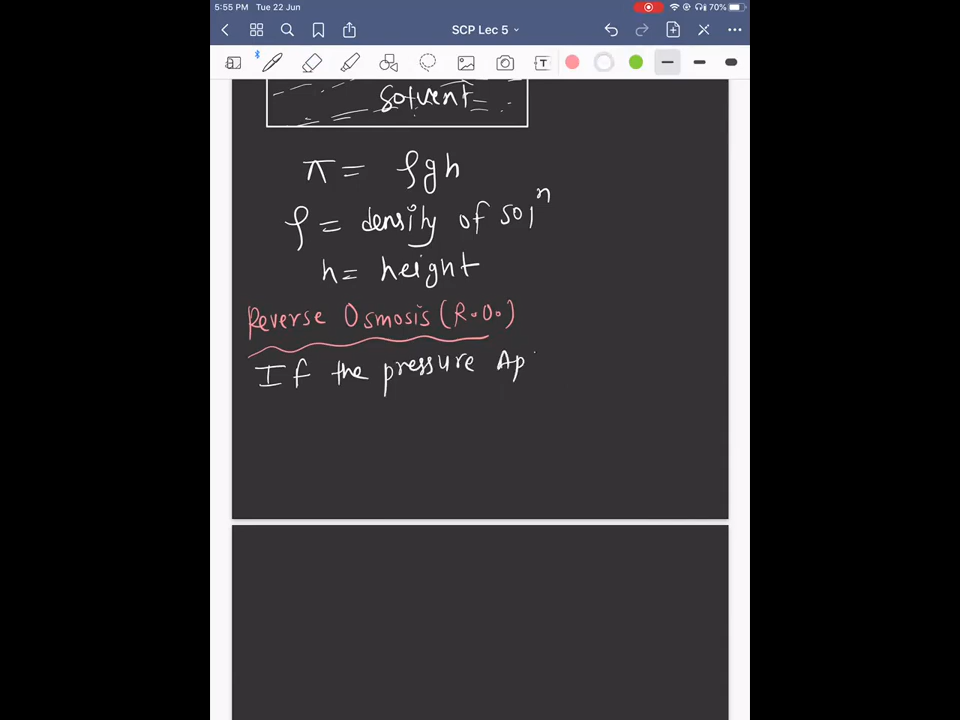 5:55 PM Tue 22 Jun 70%
SCP Lec 5
T
Solvent
π = ρgh
ρ = density of solⁿ
h = height
Reverse Osmosis (R.O.)
If the pressure Ap